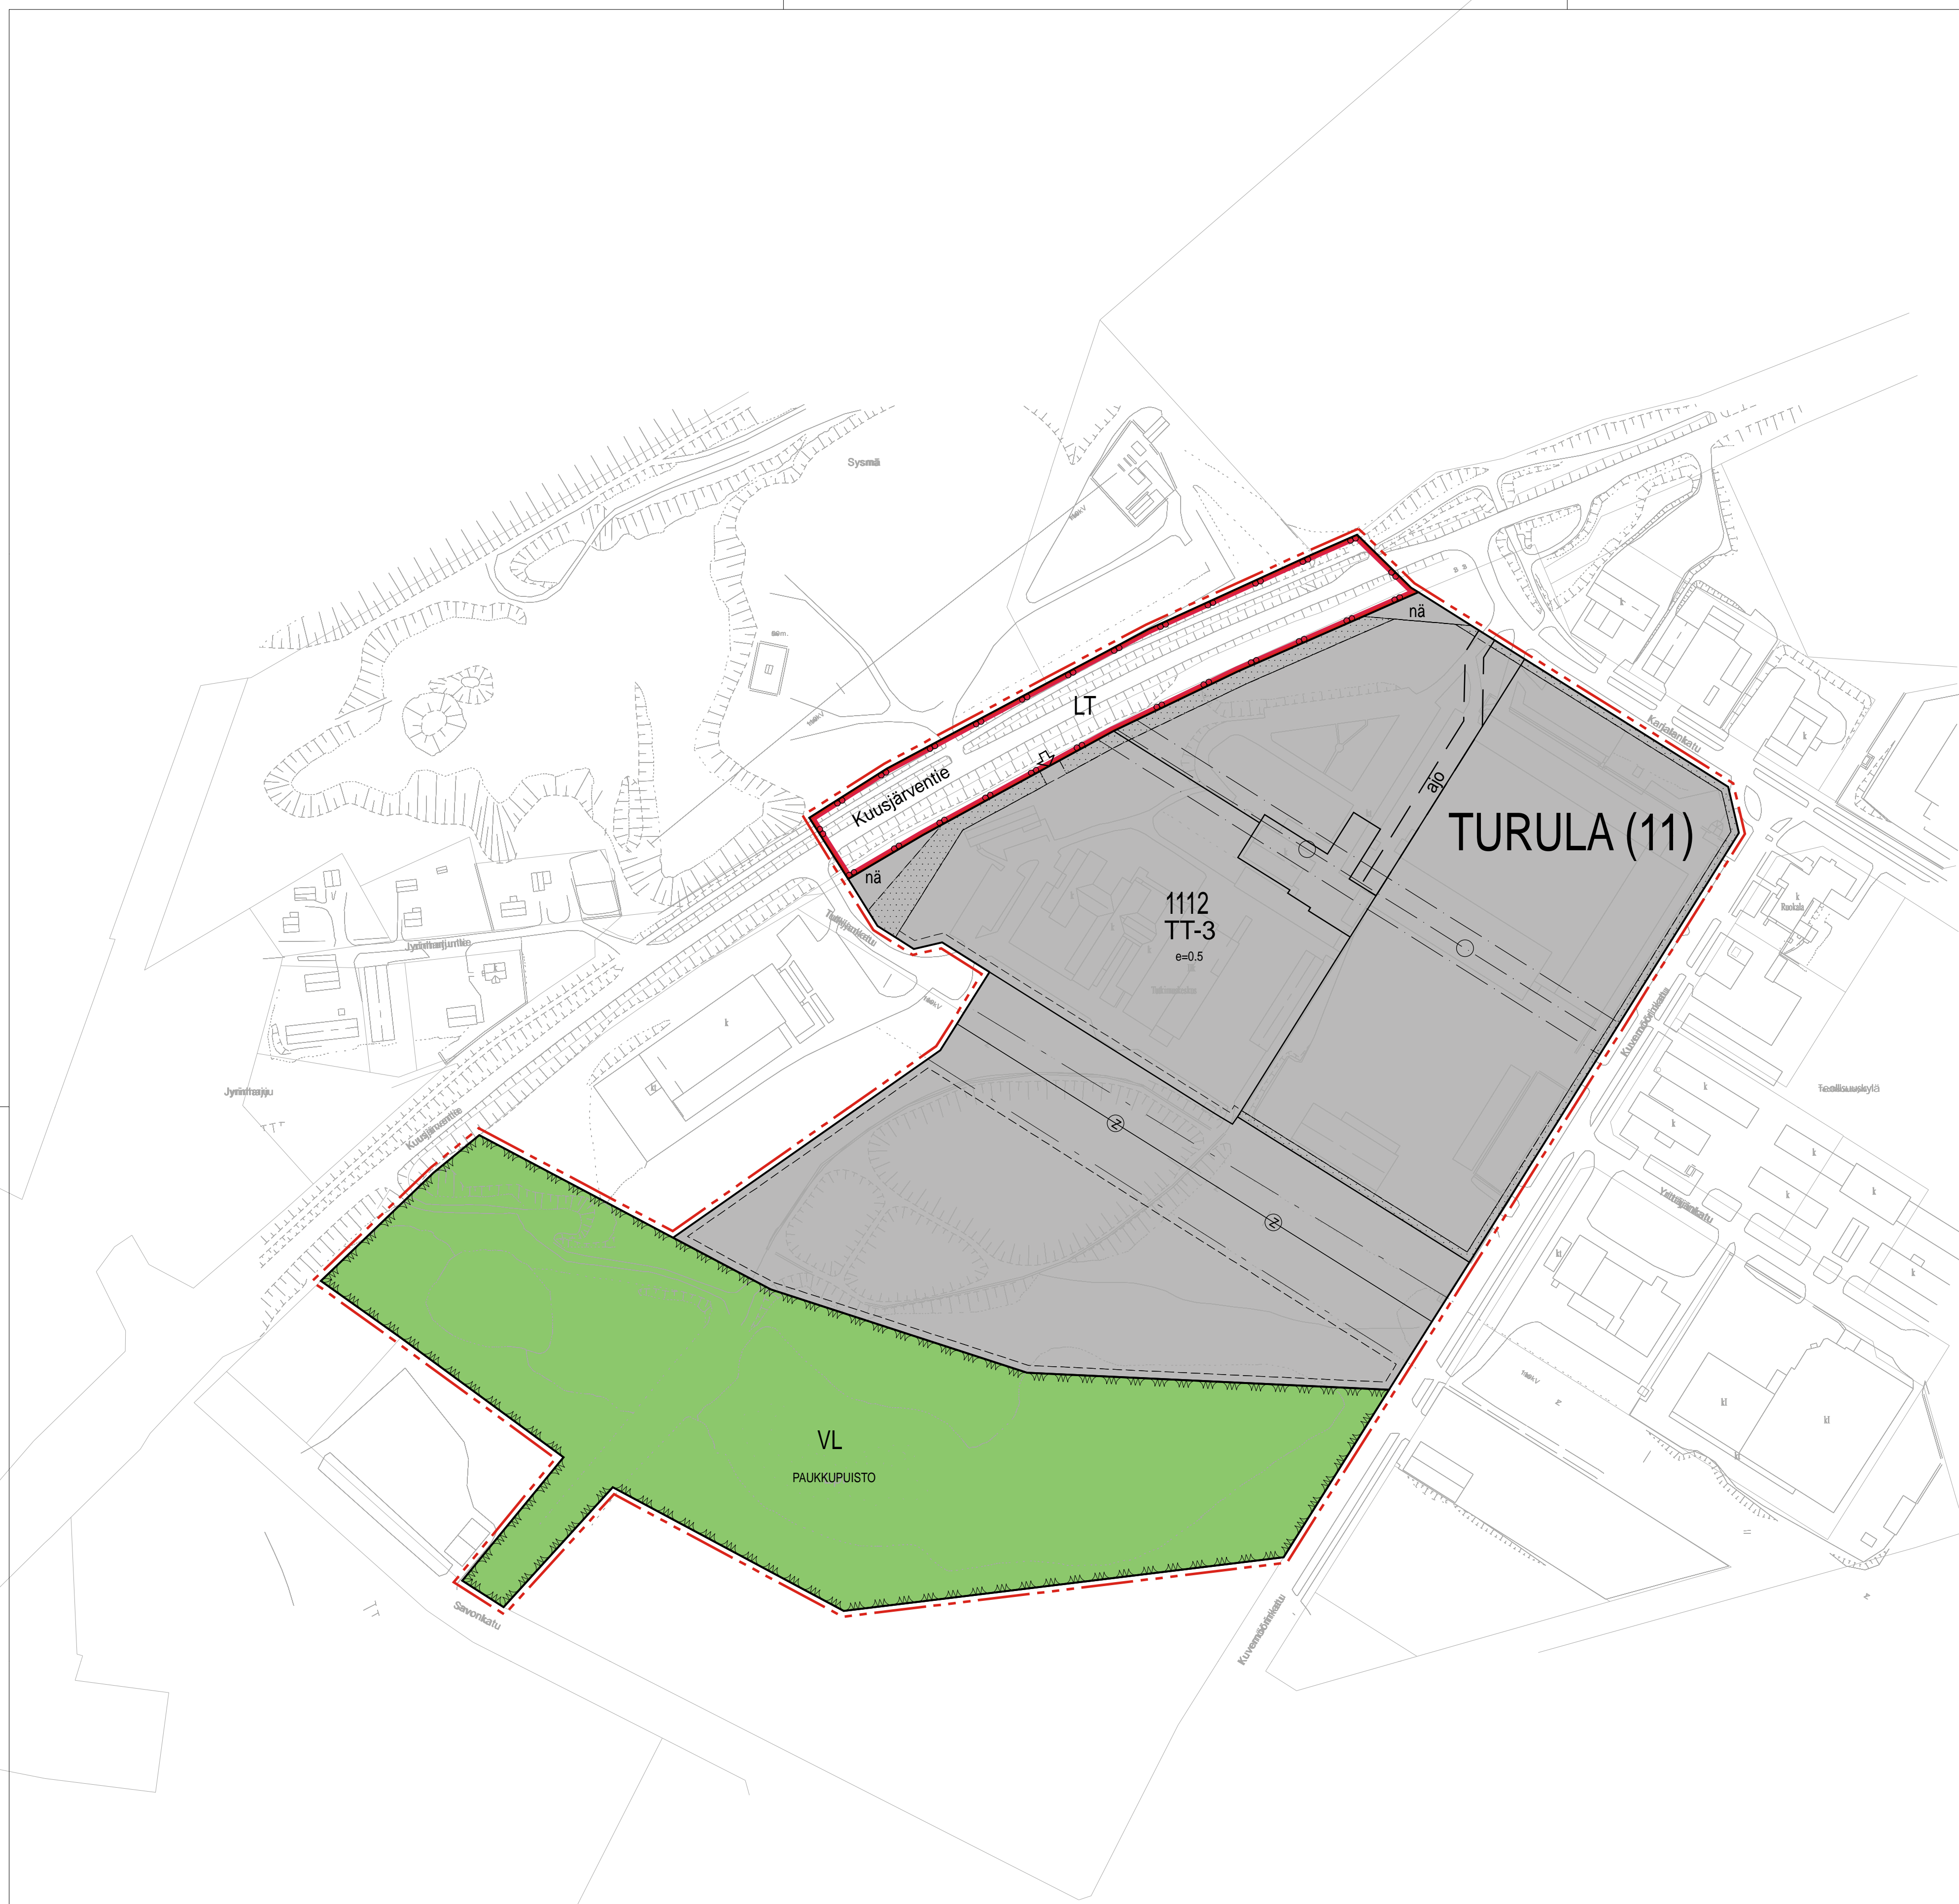 Sysmä
nä
LT
Kuusjärventie
ajo
Karjalankatu
TURULA (11)
nä
1112
TT-3
e=0.5
k
Ruokala
Tutkijankatu
Jyrinharjuntie
Kuvernöörinkatu
Jyrinharju
Kuusjärventie
Teollisuuskylä
Yrittäjänkatu
VL
PAUKKUPUISTO
Savonkatu
Kuvernöörinkatu